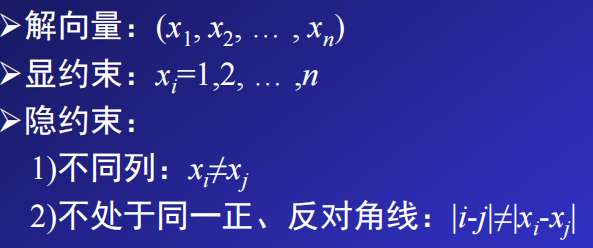 ➢解向量：(x₁, x₂, … , xₙ)
➢显约束：xᵢ=1,2, … ,n
➢隐约束：
1)不同列：xᵢ≠xⱼ
2)不处于同一正、反对角线：|i-j|≠|xᵢ-xⱼ|